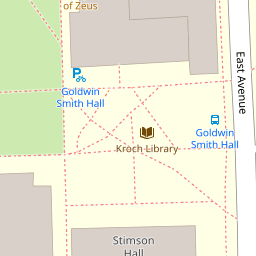 of Zeus
P
Goldwin
Smith Hall
East Avenue
Goldwin
Smith Hall
Kroch Library
Stimson
Hall